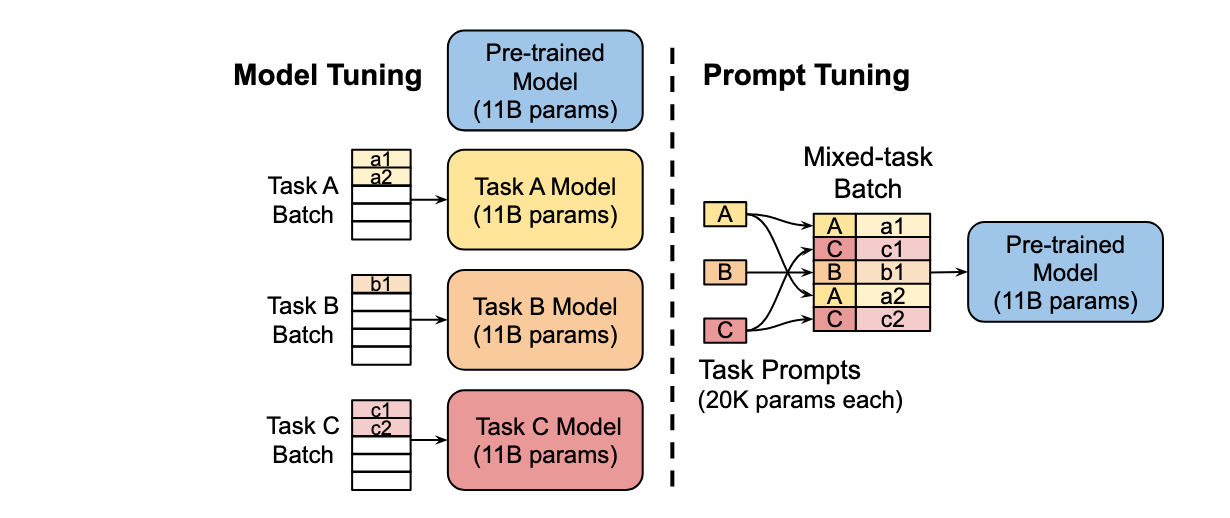 Model Tuning
Pre-trained
Model
(11B params)
Task A
Batch
a1
a2
Task A Model
(11B params)
Task B
Batch
b1
Task B Model
(11B params)
Task C
Batch
c1
c2
Task C Model
(11B params)
Prompt Tuning
Mixed-task
Batch
A
B
C
A a1
C c1
B b1
A a2
C c2
Task Prompts
(20K params each)
Pre-trained
Model
(11B params)